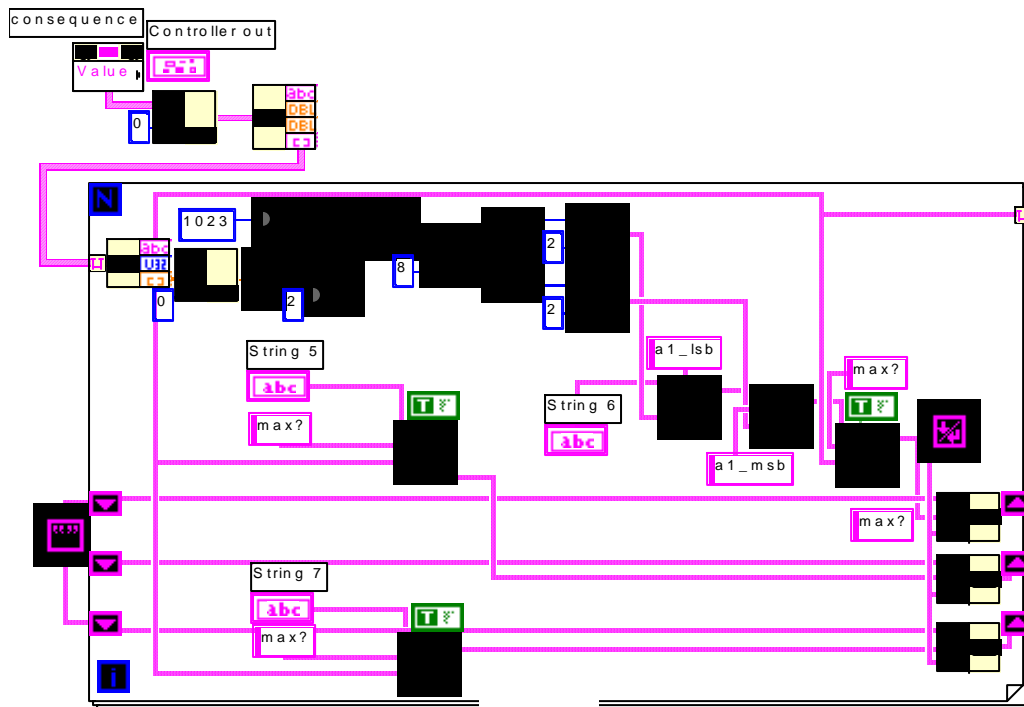 consequence
Controller out
Value
0
abc
DBL
DBL
N
1023
abc
U32
8
2
2
0
2
String 5
abc
max?
T
a1_lsb
String 6
abc
a1_msb
max?
T
max?
String 7
abc
max?
T
i